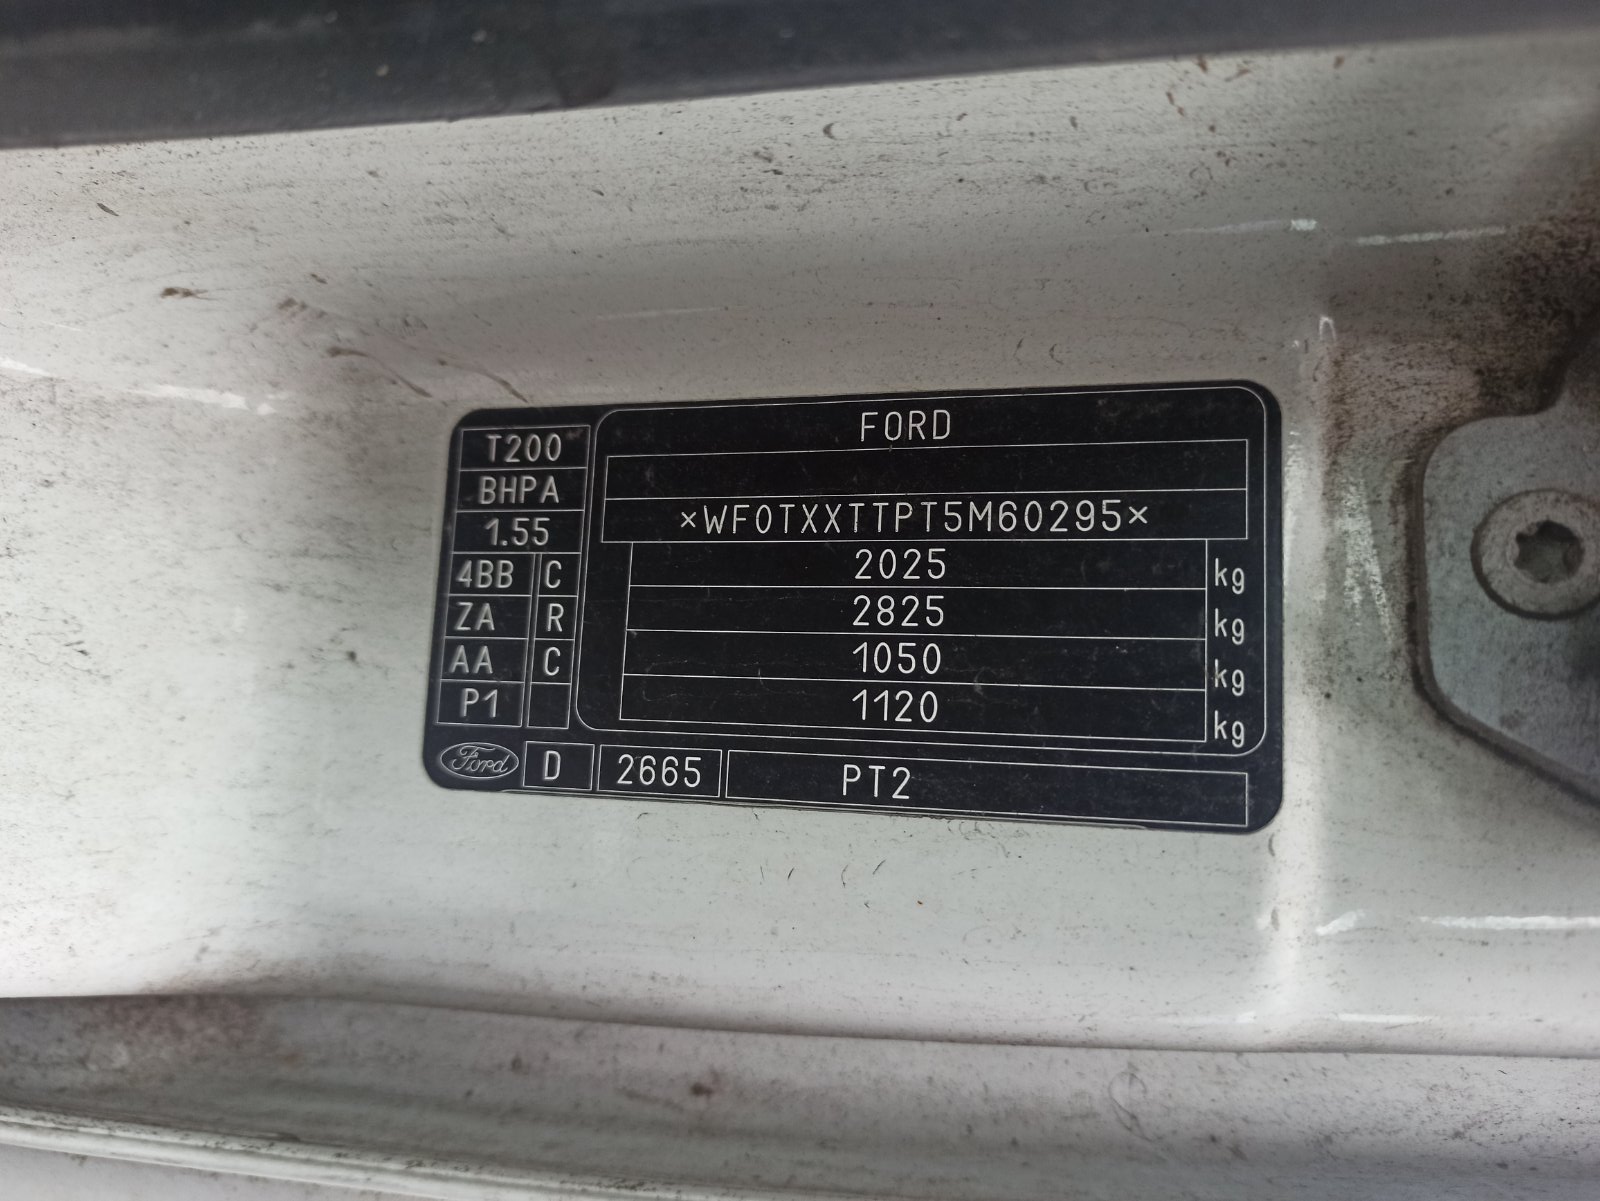 FORD
T200
BHPA
1.55
4BB C
ZA R
AA C
P1
×WF0TXXTTPT5M60295×
2025 kg
2825 kg
1050 kg
1120 kg
Ford D 2665 PT2